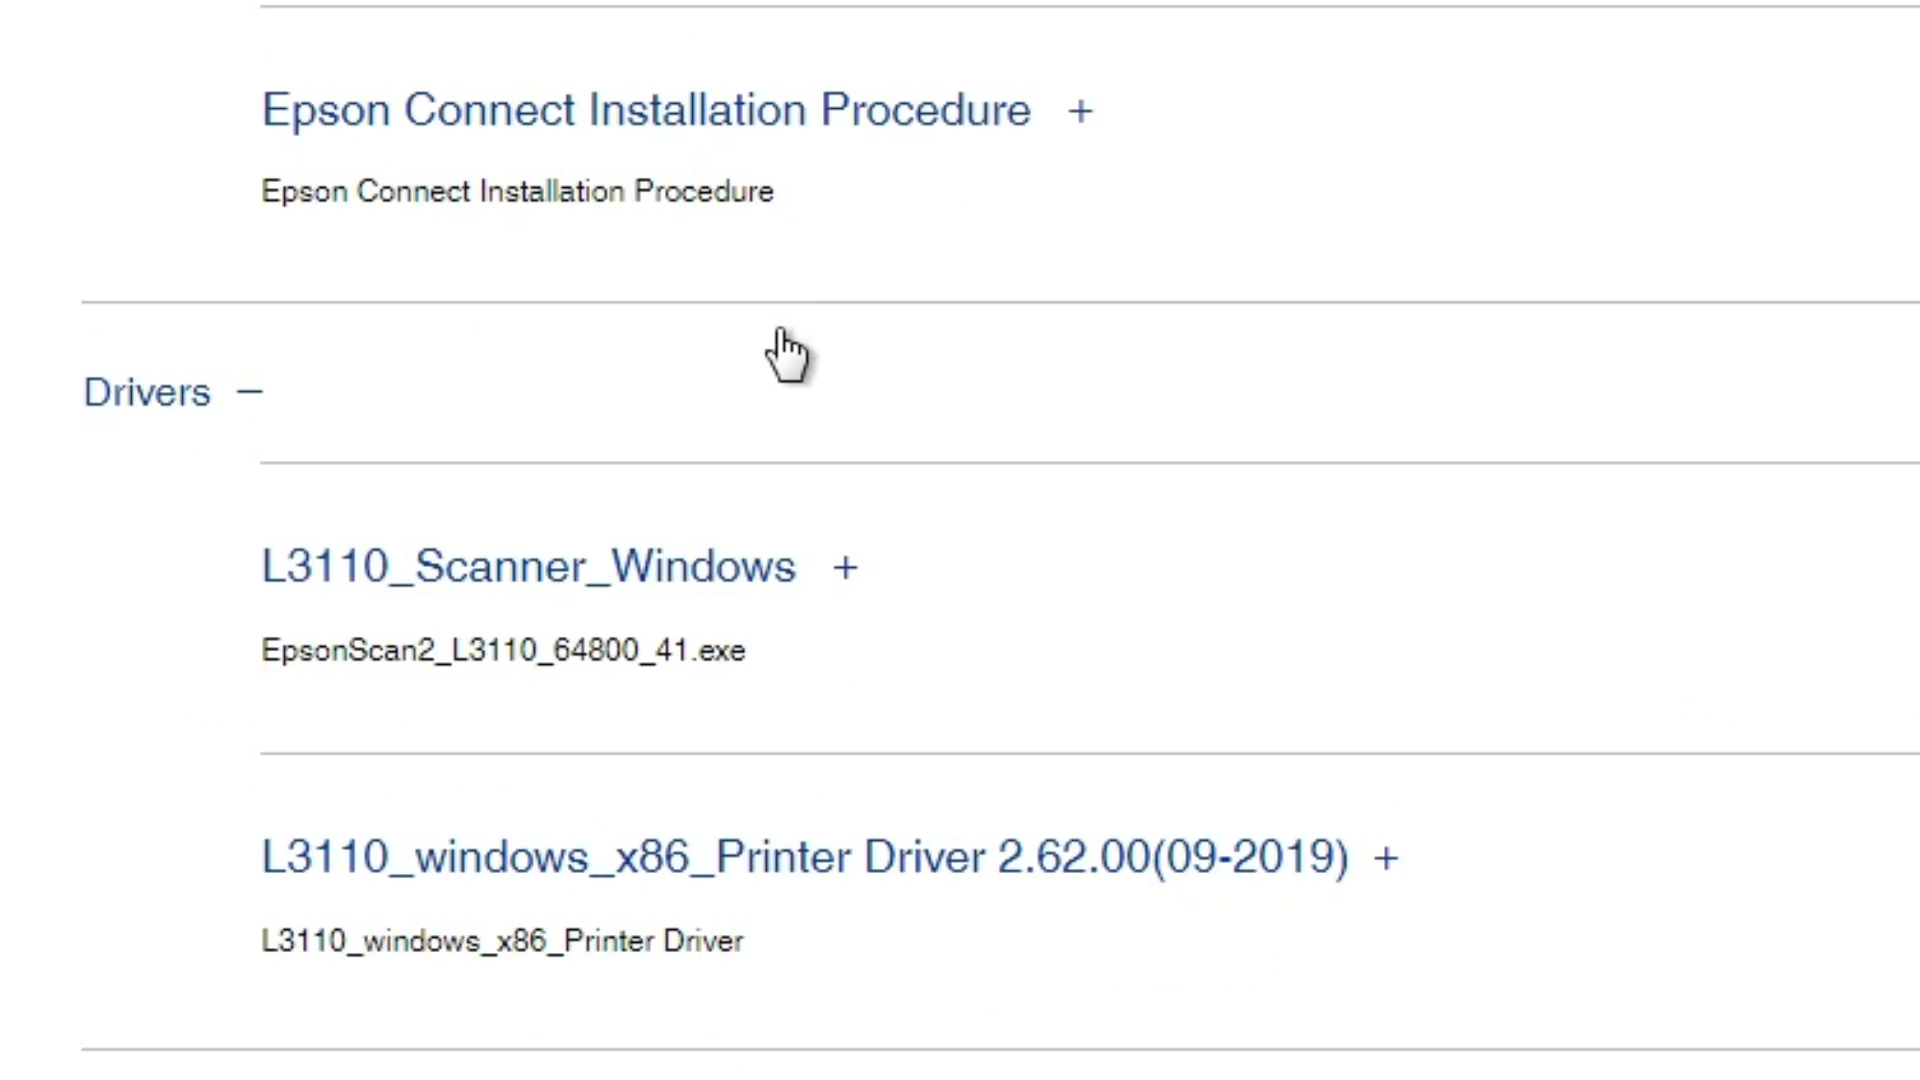 Epson Connect Installation Procedure +
Epson Connect Installation Procedure
Drivers –
L3110_Scanner_Windows +
EpsonScan2_L3110_64800_41.exe
L3110_windows_x86_Printer Driver 2.62.00(09-2019) +
L3110_windows_x86_Printer Driver